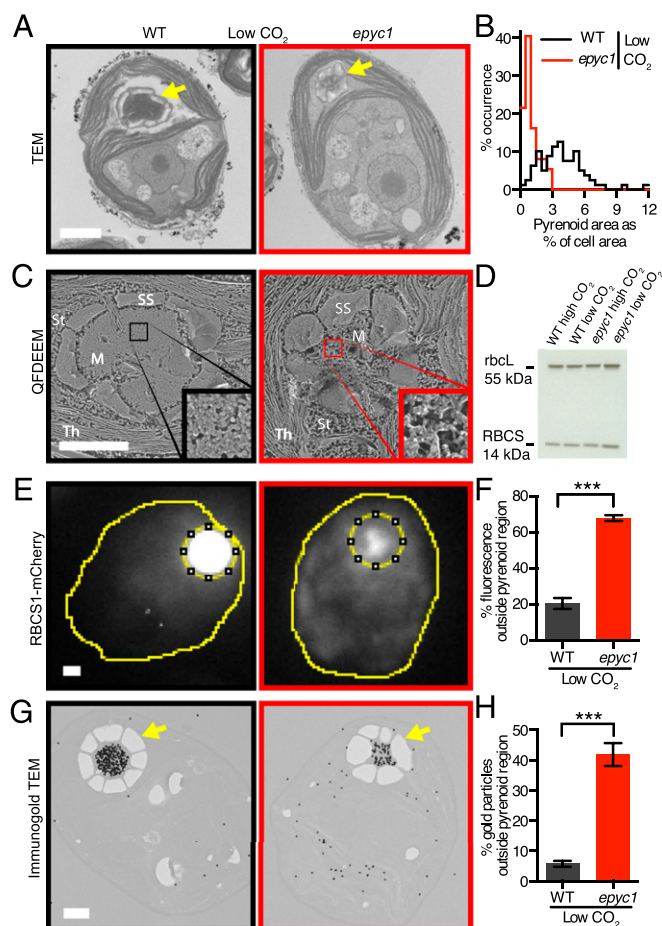 A
WT
Low CO2
epyc1
TEM
B
WT
epyc1
Low
CO2
% occurrence
40
30
20
10
0
0
3
6
9
12
Pyrenoid area as
% of cell area
C
QFDEEM
SS
St
M
Th
SS
M
St
Th
D
WT high CO2
WT low CO2
epyc1 high CO2
epyc1 low CO2
rbcL
55 kDa
RBCS
14 kDa
E
RBCS1-mCherry
F
% fluorescence
outside pyrenoid region
80
60
40
20
0
***
WT
epyc1
Low CO2
G
Immunogold TEM
H
% gold particles
outside pyrenoid region
50
40
30
20
10
0
***
WT
epyc1
Low CO2